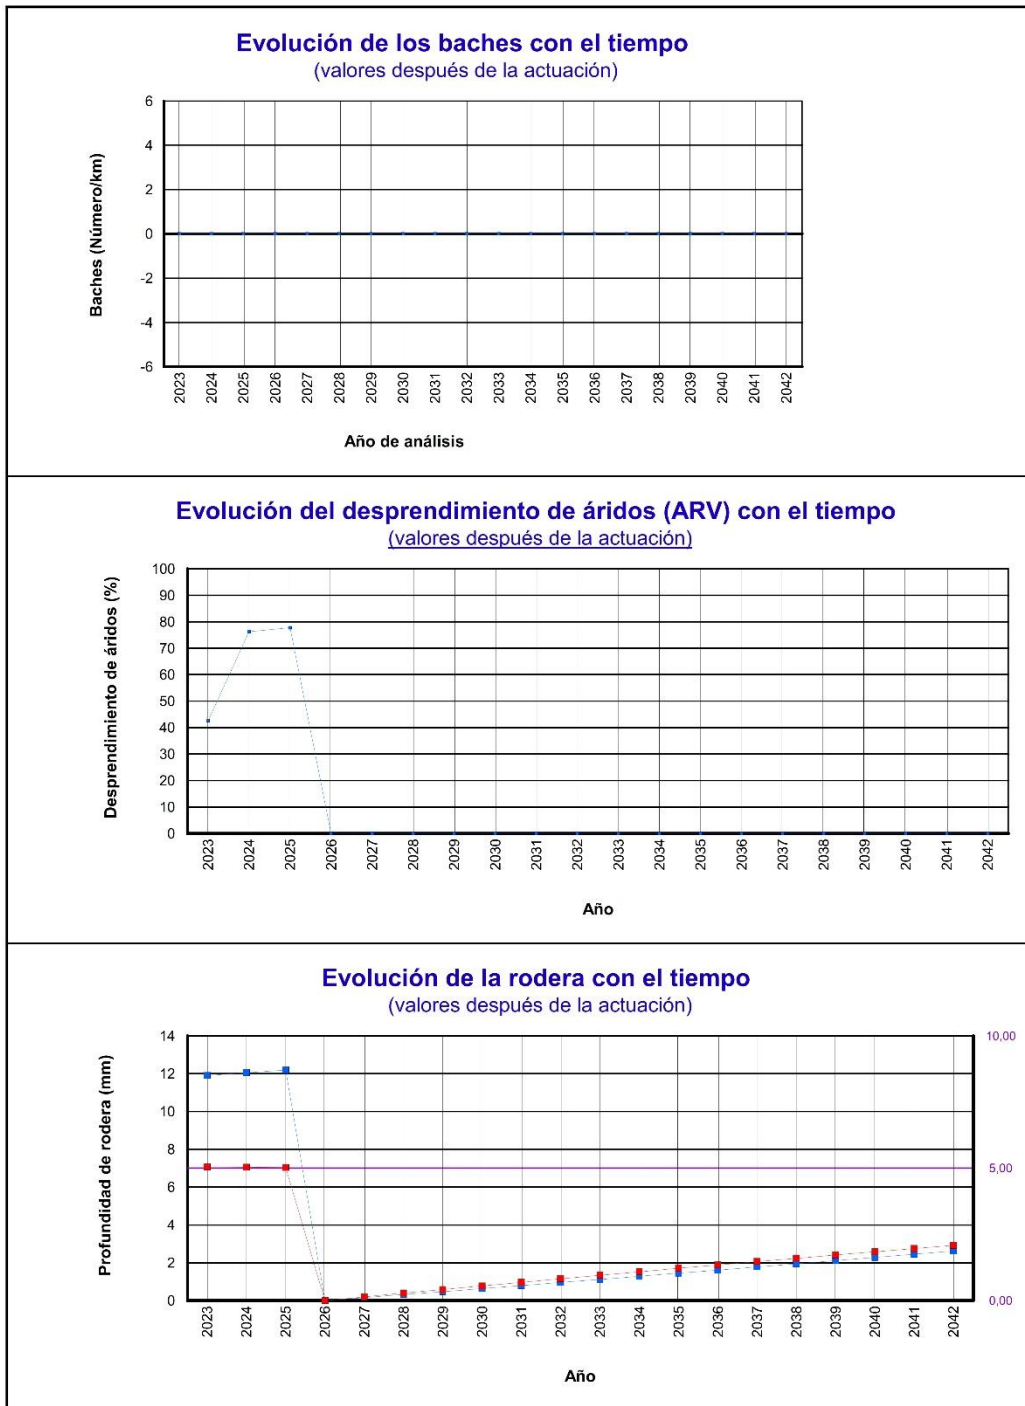 Evolución de los baches con el tiempo
(valores después de la actuación)
Baches (Número/km)
6
4
2
0
-2
-4
-6
2023 2024 2025 2026 2027 2028 2029 2030 2031 2032 2033 2034 2035 2036 2037 2038 2039 2040 2041 2042
Año de análisis
Evolución del desprendimiento de áridos (ARV) con el tiempo
(valores después de la actuación)
Desprendimiento de áridos (%)
100
90
80
70
60
50
40
30
20
10
0
2023 2024 2025 2026 2027 2028 2029 2030 2031 2032 2033 2034 2035 2036 2037 2038 2039 2040 2041 2042
Año
Evolución de la rodera con el tiempo
(valores después de la actuación)
Profundidad de rodera (mm)
14 10,00
12
10
8
5,00
6
4
2
0 0,00
2023 2024 2025 2026 2027 2028 2029 2030 2031 2032 2033 2034 2035 2036 2037 2038 2039 2040 2041 2042
Año